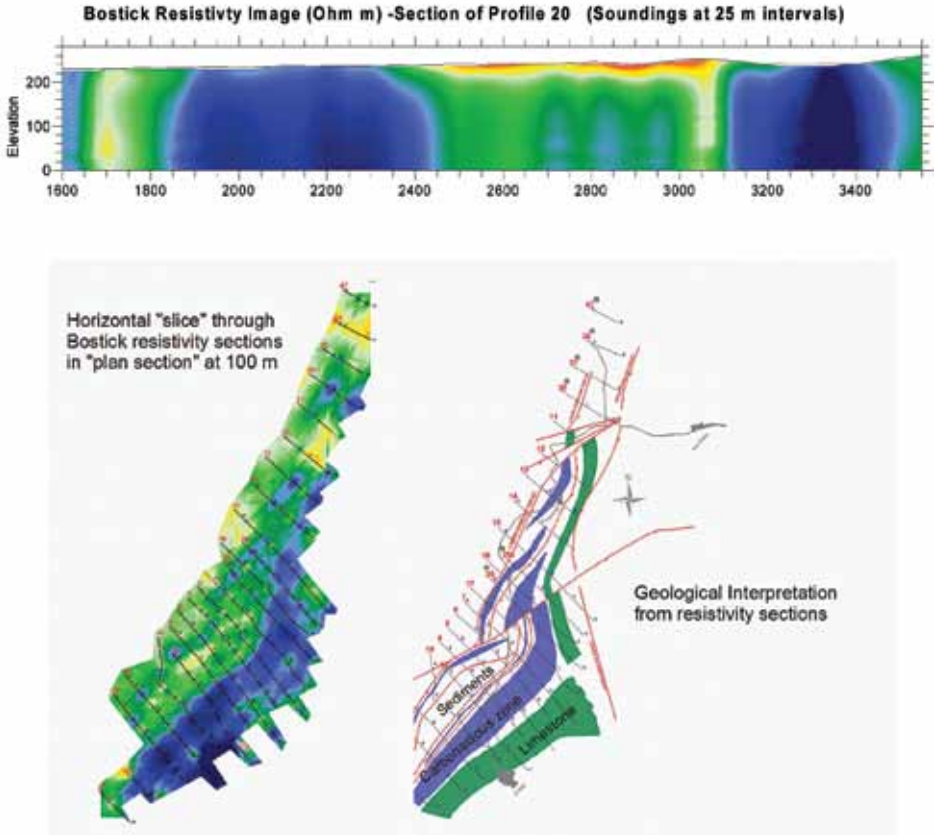 Bostick Resistivty Image (Ohm m) -Section of Profile 20 (Soundings at 25 m intervals)
Elevation
200
100
0
1600 1800 2000 2200 2400 2600 2800 3000 3200 3400
Horizontal "slice" through
Bostick resistivity sections
in "plan section" at 100 m
Geological Interpretation
from resistivity sections
Sediments
Carbonaceous zone
Limestone